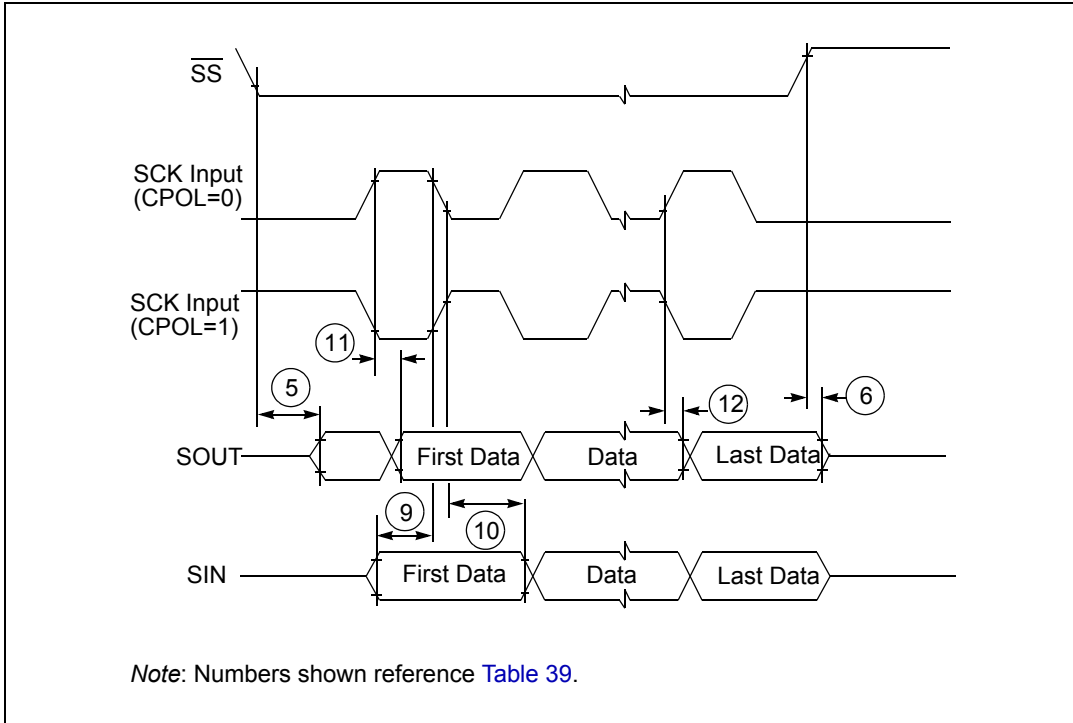 SS
SCK Input
(CPOL=0)
SCK Input
(CPOL=1)
11
5
12
6
SOUT
First Data
Data
Last Data
9
10
SIN
First Data
Data
Last Data
Note: Numbers shown reference Table 39.